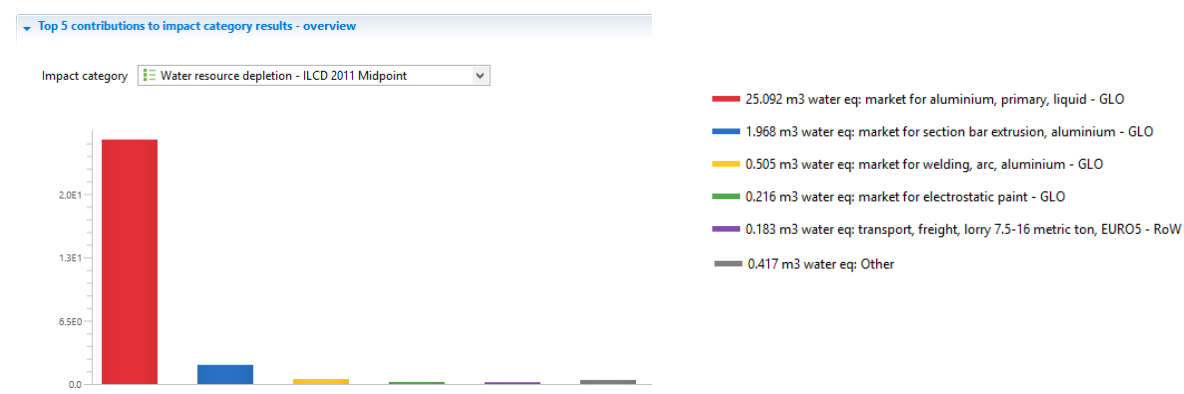 Top 5 contributions to impact category results - overview
Impact category
Water resource depletion - ILCD 2011 Midpoint
2.0E1
1.3E1
6.5E0
0.0
25.092 m3 water eq: market for aluminium, primary, liquid - GLO
1.968 m3 water eq: market for section bar extrusion, aluminium - GLO
0.505 m3 water eq: market for welding, arc, aluminium - GLO
0.216 m3 water eq: market for electrostatic paint - GLO
0.183 m3 water eq: transport, freight, lorry 7.5-16 metric ton, EURO5 - RoW
0.417 m3 water eq: Other